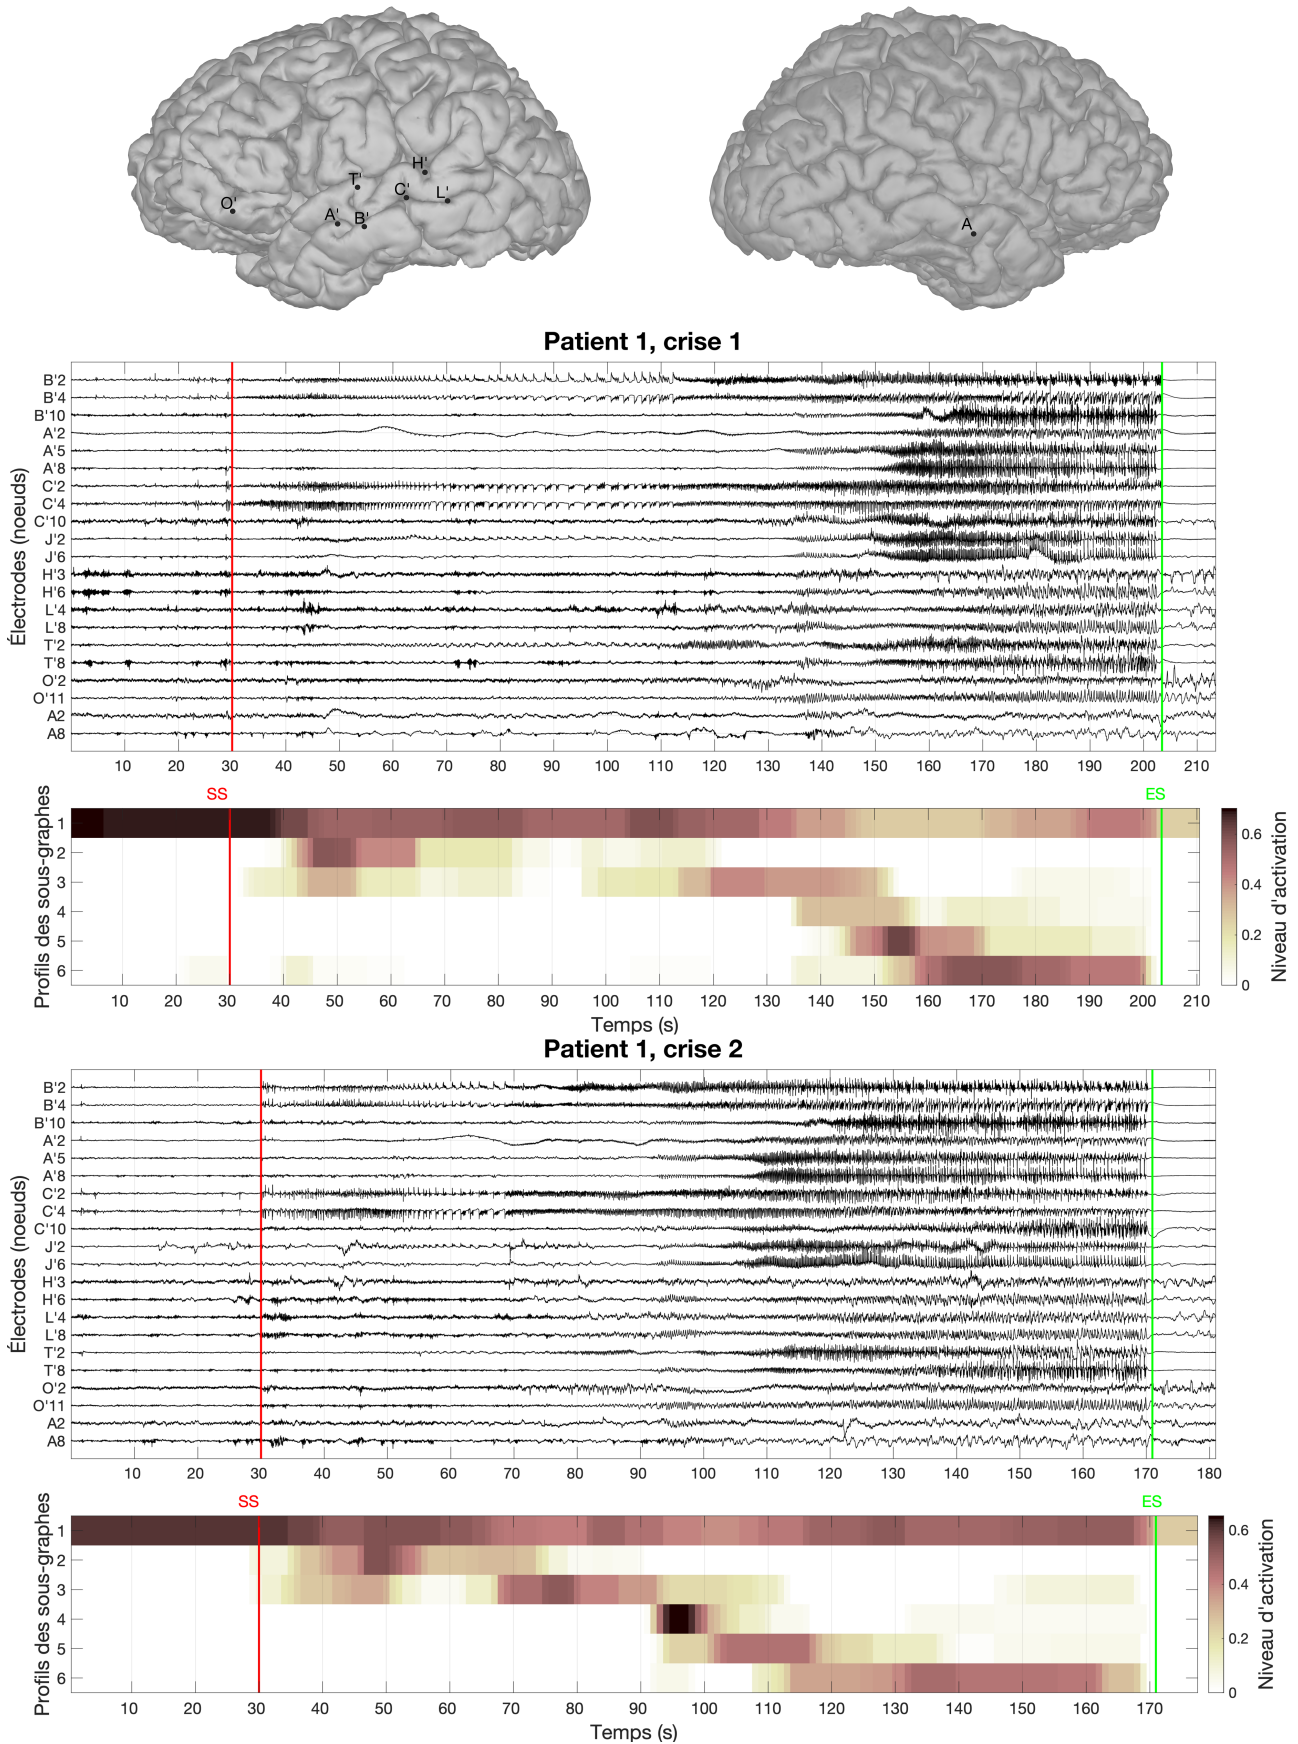 H'
T'
C'
L'
O'
A'
B'
A
Patient 1, crise 1
Électrodes (noeuds)
B'2
B'4
B'10
A'2
A'5
A'8
C'2
C'4
C'10
J'2
J'6
H'3
H'6
L'4
L'8
T'2
T'8
O'2
O'11
A2
A8
10 20 30 40 50 60 70 80 90 100 110 120 130 140 150 160 170 180 190 200 210
SS ES
Profils des sous-graphes
1
2
3
4
5
6
0.6
0.4
0.2
0
Niveau d'activation
10 20 30 40 50 60 70 80 90 100 110 120 130 140 150 160 170 180 190 200 210
Temps (s)
Patient 1, crise 2
Électrodes (noeuds)
B'2
B'4
B'10
A'2
A'5
A'8
C'2
C'4
C'10
J'2
J'6
H'3
H'6
L'4
L'8
T'2
T'8
O'2
O'11
A2
A8
10 20 30 40 50 60 70 80 90 100 110 120 130 140 150 160 170 180
SS ES
Profils des sous-graphes
1
2
3
4
5
6
0.6
0.4
0.2
0
Niveau d'activation
10 20 30 40 50 60 70 80 90 100 110 120 130 140 150 160 170
Temps (s)